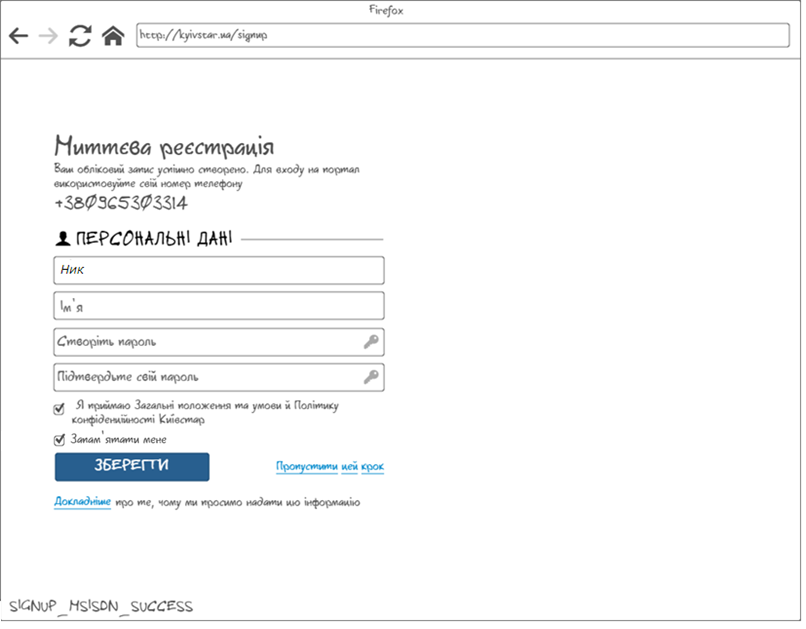 Firefox
http://kyivstar.ua/signup
Миттєва реєстрація
Ваш обліковий запис успішно створено. Для входу на портал
використовуйте свій номер телефону
+380965303314
ПЕРСОНАЛЬНІ ДАНІ
Ник
Ім'я
Створіть пароль
Підтвердьте свій пароль
Я приймаю Загальні положення та умови й Політику
конфіденційності Київстар
Запам'ятати мене
ЗБЕРЕГТИ
Пропустити цей крок
Докладніше про те, чому ми просимо надати цю інформацію
SIGNUP_MSISDN_SUCCESS